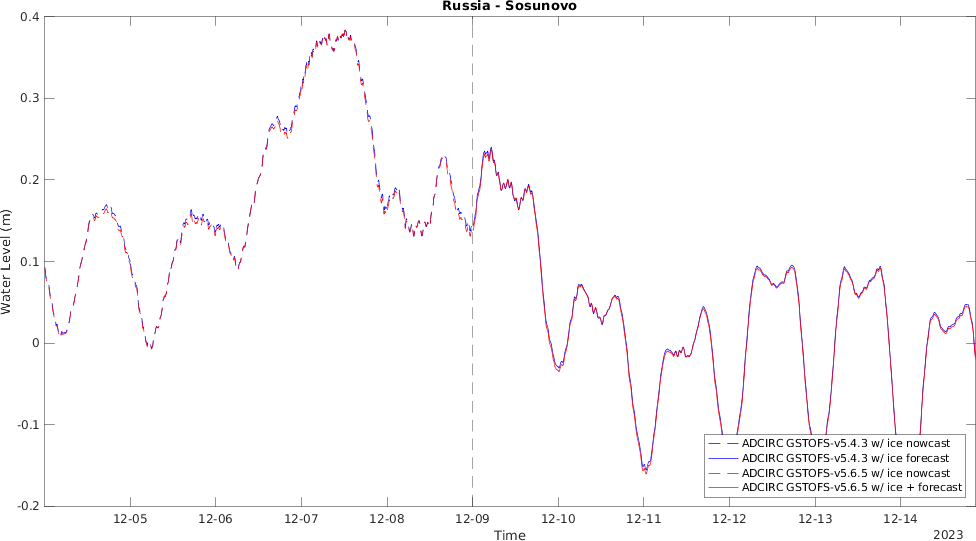 Russia - Sosunovo
0.4
0.3
0.2
0.1
0
-0.1
-0.2
Water Level (m)
ADCIRC GSTOFS-v5.4.3 w/ ice nowcast
ADCIRC GSTOFS-v5.4.3 w/ ice forecast
ADCIRC GSTOFS-v5.6.5 w/ ice nowcast
ADCIRC GSTOFS-v5.6.5 w/ ice + forecast
12-05 12-06 12-07 12-08 12-09 12-10 12-11 12-12 12-13 12-14
Time
2023